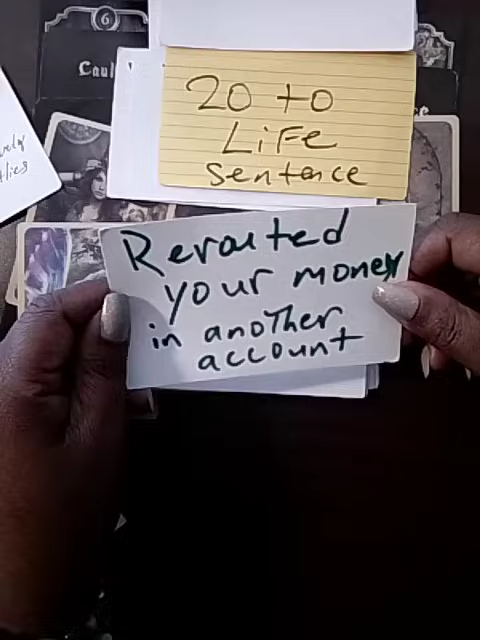 6
20 to
Life
Sentence
Rerouted
your money
in another
account